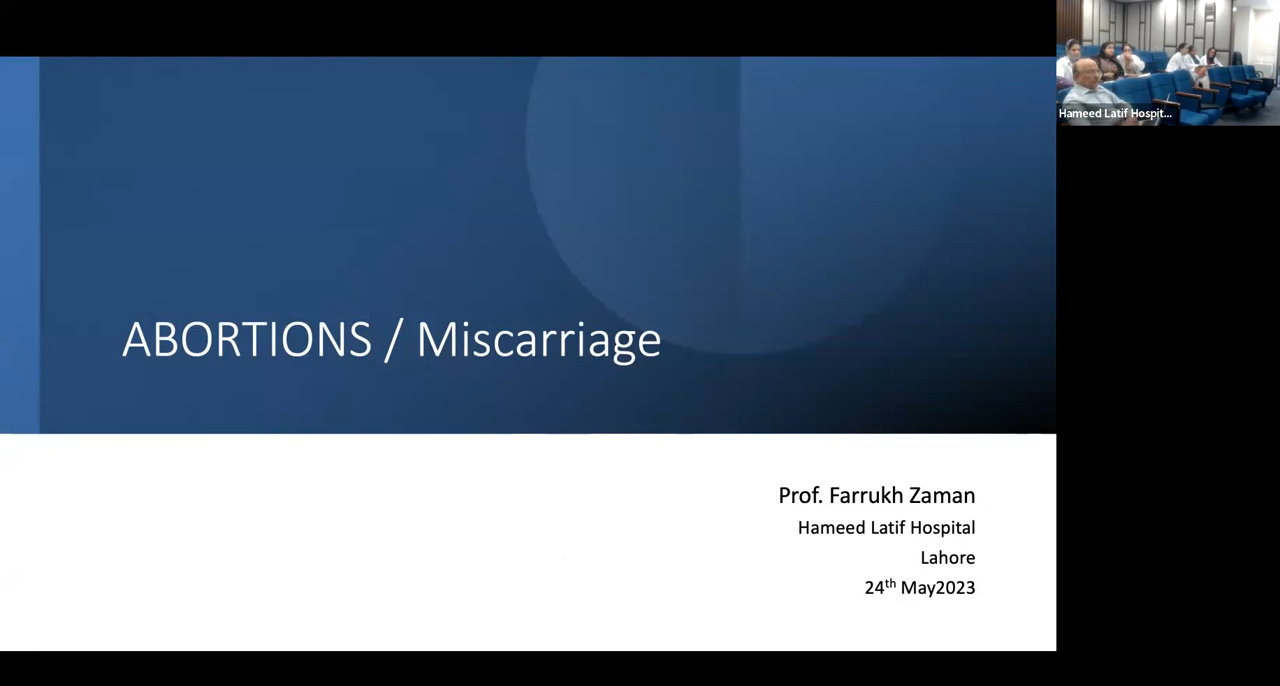 ABORTIONS / Miscarriage
Prof. Farrukh Zaman
Hameed Latif Hospital
Lahore
24th May2023
Hameed Latif Hospit...